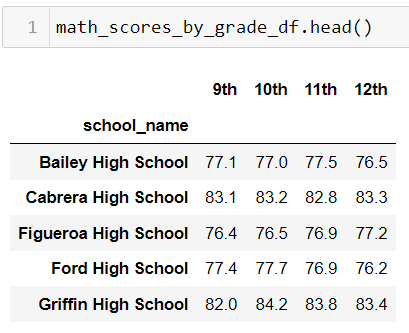 1 math_scores_by_grade_df.head()
9th 10th 11th 12th
school_name
Bailey High School 77.1 77.0 77.5 76.5
Cabrera High School 83.1 83.2 82.8 83.3
Figueroa High School 76.4 76.5 76.9 77.2
Ford High School 77.4 77.7 76.9 76.2
Griffin High School 82.0 84.2 83.8 83.4